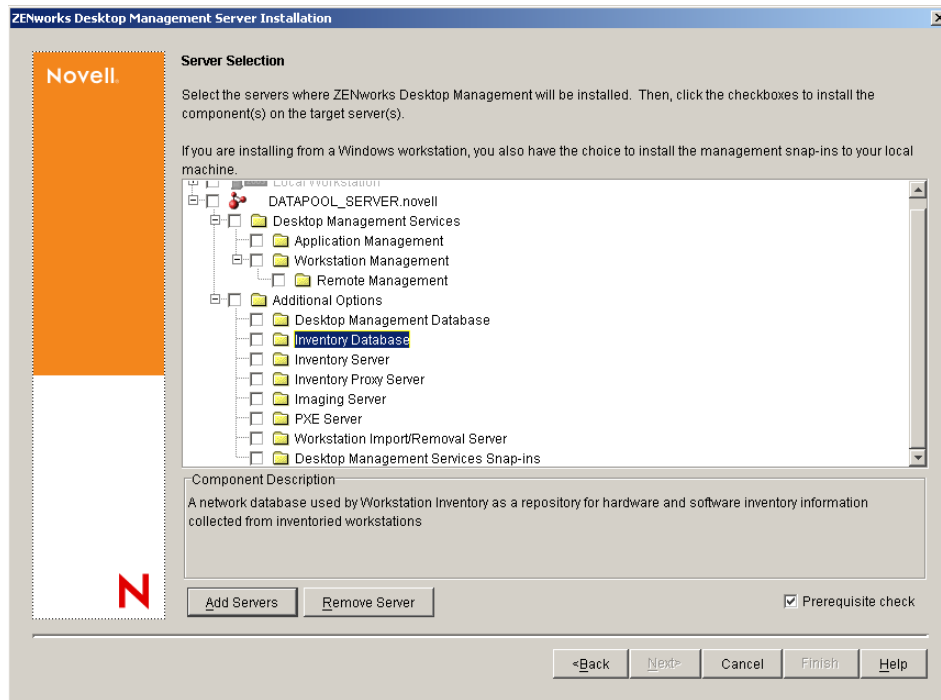 ZENworks Desktop Management Server Installation
Novell.
Server Selection
Select the servers where ZENworks Desktop Management will be installed. Then, click the checkboxes to install the
component(s) on the target server(s).
If you are installing from a Windows workstation, you also have the choice to install the management snap-ins to your local
machine.
Local Workstation
DATAPOOL_SERVER.novell
Desktop Management Services
Application Management
Workstation Management
Remote Management
Additional Options
Desktop Management Database
Inventory Database
Inventory Server
Inventory Proxy Server
Imaging Server
PXE Server
Workstation Import/Removal Server
Desktop Management Services Snap-ins
Component Description
A network database used by Workstation Inventory as a repository for hardware and software inventory information
collected from inventoried workstations
N
Add Servers Remove Server Prerequisite check
<Back Next> Cancel Finish Help